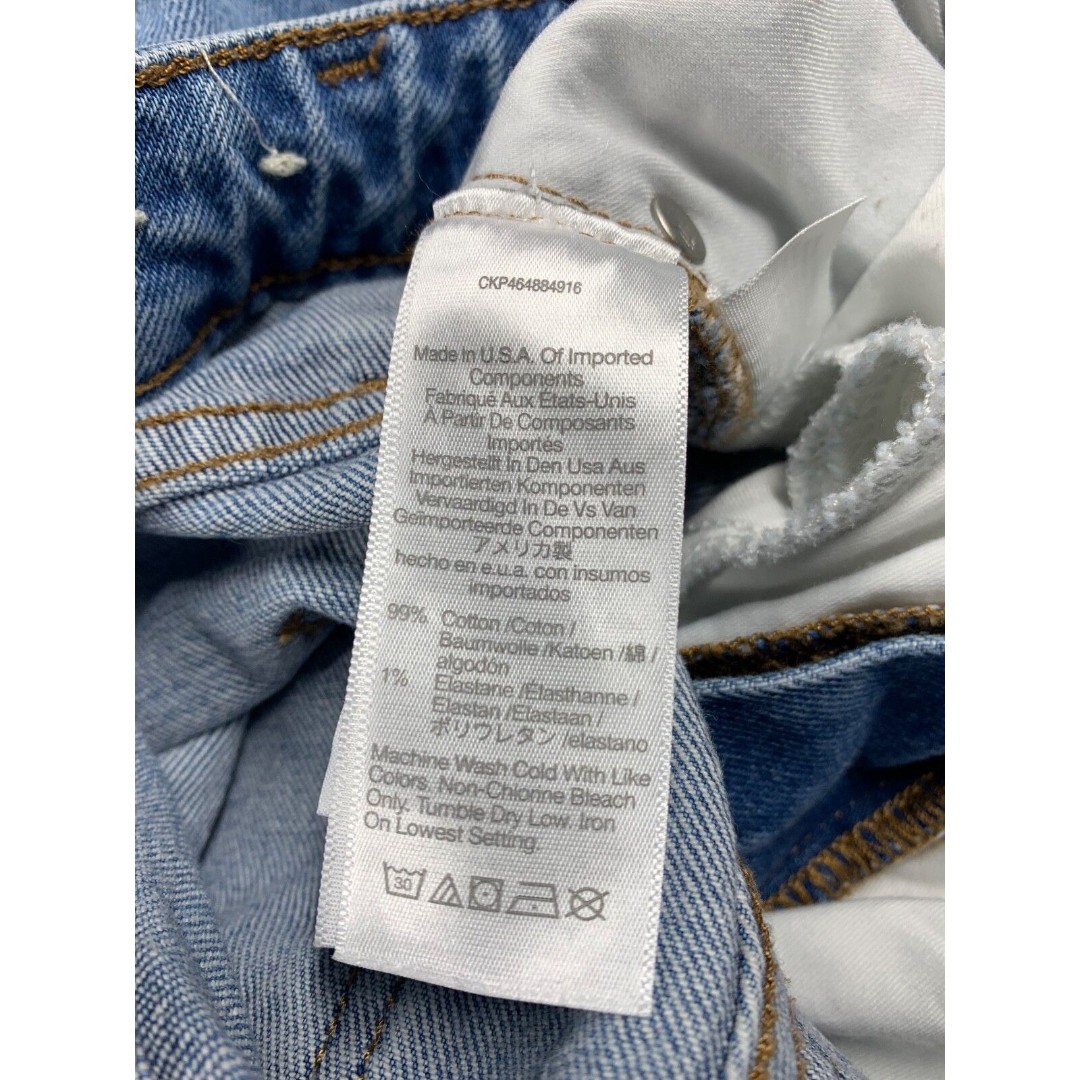 CKP464884916
Made In U.S.A. Of Imported
Components
Fabriqué Aux États-Unis
À Partir De Composants
Importés
Hergestellt In Den Usa Aus
Importierten Komponenten
Vervaardigd In De Vs Van
Geïmporteerde Componenten
アメリカ製
hecho en e.u.a. con insumos
importados
99% Cotton /Coton /
Baumwolle /Katoen /綿 /
algodón
1% Elastane /Élasthanne /
Elastan /Elastaan /
ポリウレタン /elastano
Machine Wash Cold With Like
Colors. Non-Chlorine Bleach
Only. Tumble Dry Low. Iron
On Lowest Setting.
30